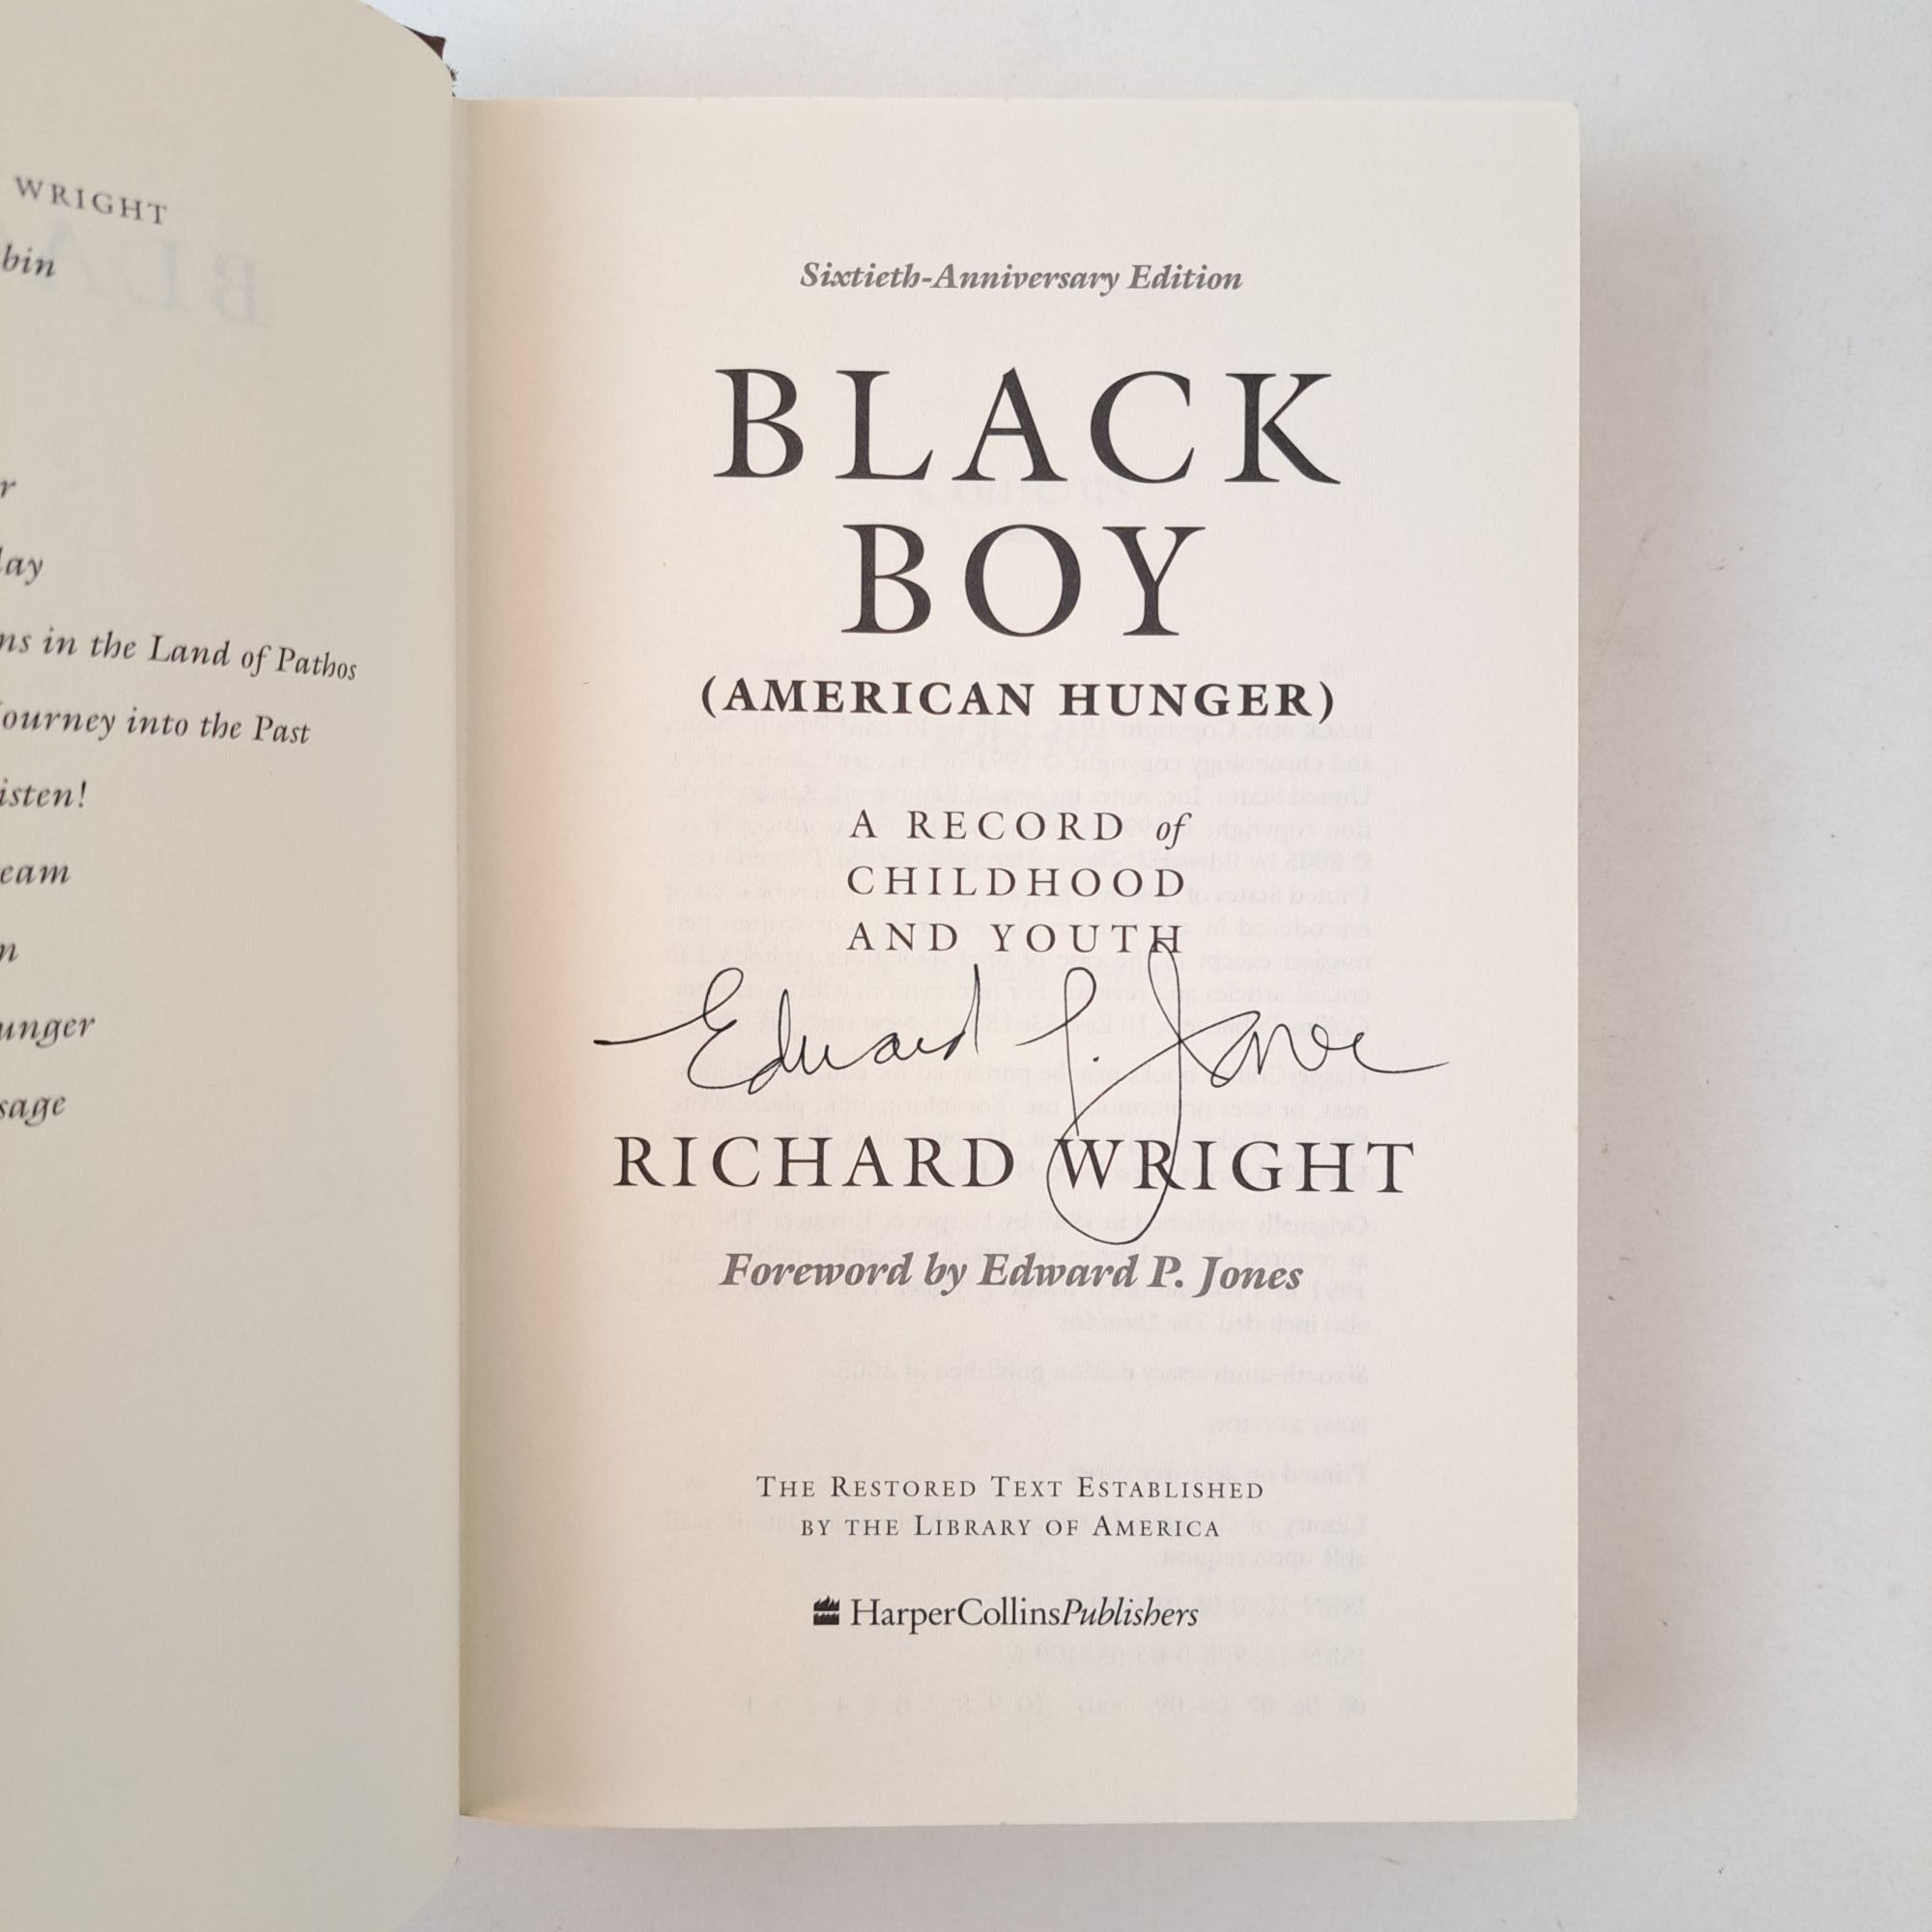 WRIGHT
bin
r
lay
ns in the Land of Pathos
Journey into the Past
isten!
eam
n
unger
sage
Sixtieth-Anniversary Edition
BLACK
BOY
(AMERICAN HUNGER)
A RECORD of
CHILDHOOD
AND YOUTH
Edward P. Jones
RICHARD WRIGHT
Foreword by Edward P. Jones
THE RESTORED TEXT ESTABLISHED
BY THE LIBRARY OF AMERICA
HarperCollinsPublishers